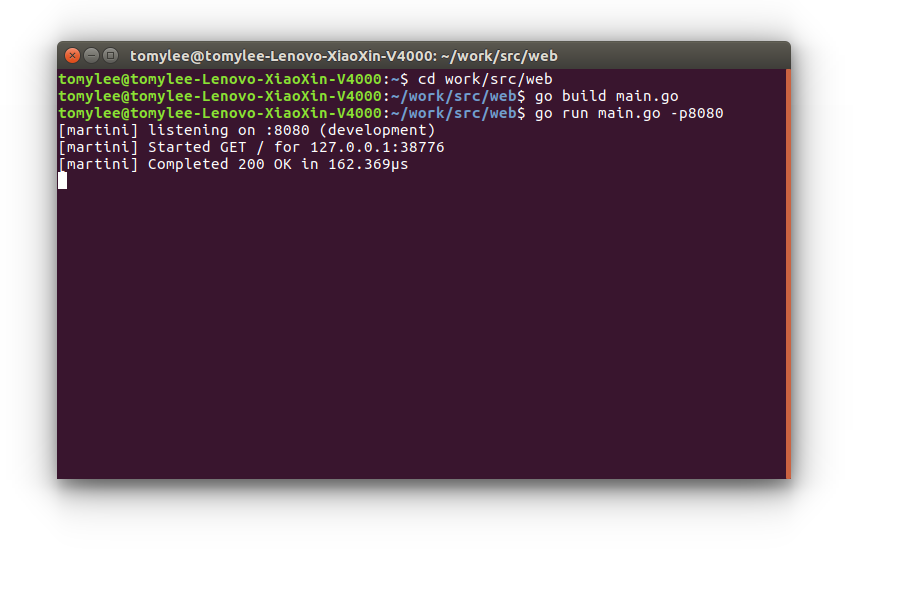 tomylee@tomylee-Lenovo-XiaoXin-V4000: ~/work/src/web
tomylee@tomylee-Lenovo-XiaoXin-V4000:~$ cd work/src/web
tomylee@tomylee-Lenovo-XiaoXin-V4000:~/work/src/web$ go build main.go
tomylee@tomylee-Lenovo-XiaoXin-V4000:~/work/src/web$ go run main.go -p8080
[martini] listening on :8080 (development)
[martini] Started GET / for 127.0.0.1:38776
[martini] Completed 200 OK in 162.369µs